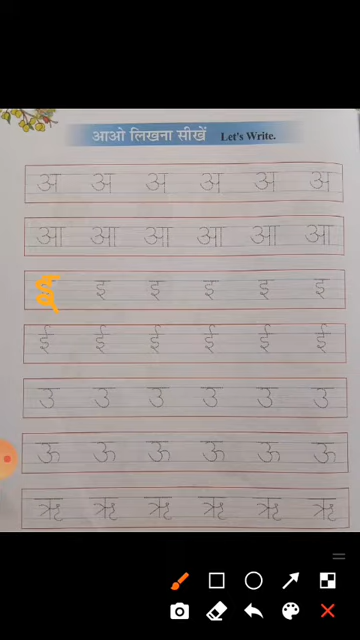 आओ लिखना सीखें Let's Write.
अ अ अ अ अ अ
आ आ आ आ आ आ
इ इ इ इ इ इ
ई ई ई ई ई ई
उ उ उ उ उ उ
ऊ ऊ ऊ ऊ ऊ ऊ
ऋ ऋ ऋ ऋ ऋ ऋ